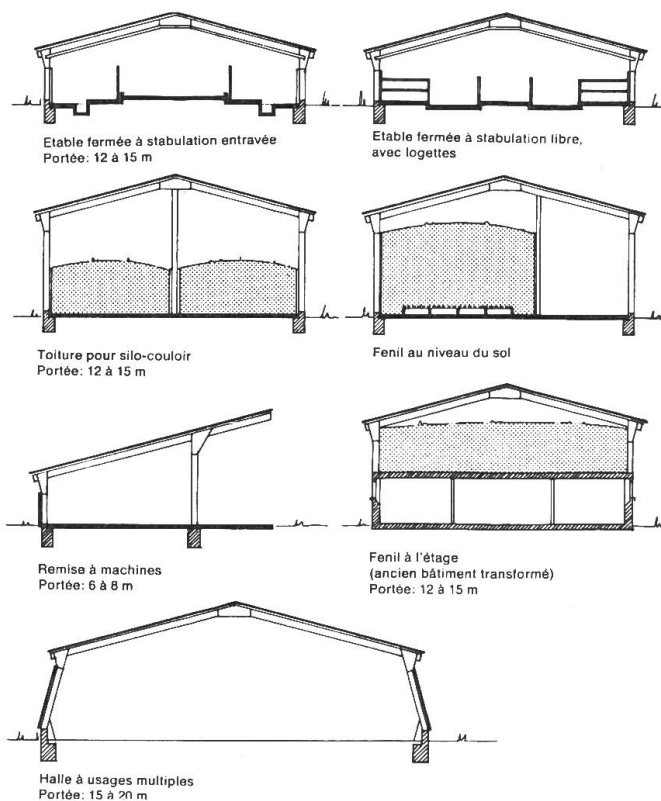 Etable fermée à stabulation entravée
Portée: 12 à 15 m
Etable fermée à stabulation libre,
avec logettes
Toiture pour silo-couloir
Portée: 12 à 15 m
Fenil au niveau du sol
Remise à machines
Portée: 6 à 8 m
Fenil à l'étage
(ancien bâtiment transformé)
Portée: 12 à 15 m
Halle à usages multiples
Portée: 15 à 20 m